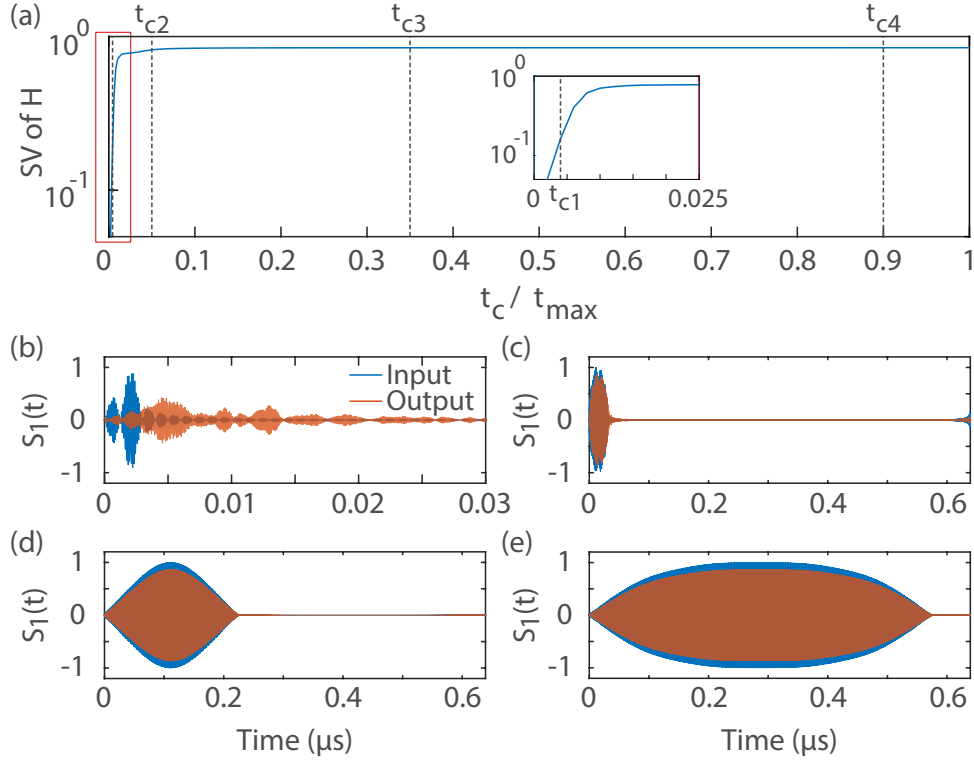 (a)
t_c2 t_c3 t_c4
10^0
SV of H
10^-1
10^0
10^-1
0 t_c1 0.025
0 0.1 0.2 0.3 0.4 0.5 0.6 0.7 0.8 0.9 1
t_c / t_max
(b) (c)
1 Input 1
Output
S_1(t) 0 S_1(t) 0
-1 -1
0 0.01 0.02 0.03 0 0.2 0.4 0.6
(d) (e)
1 1
S_1(t) 0 S_1(t) 0
-1 -1
0 0.2 0.4 0.6 0 0.2 0.4 0.6
Time (μs) Time (μs)